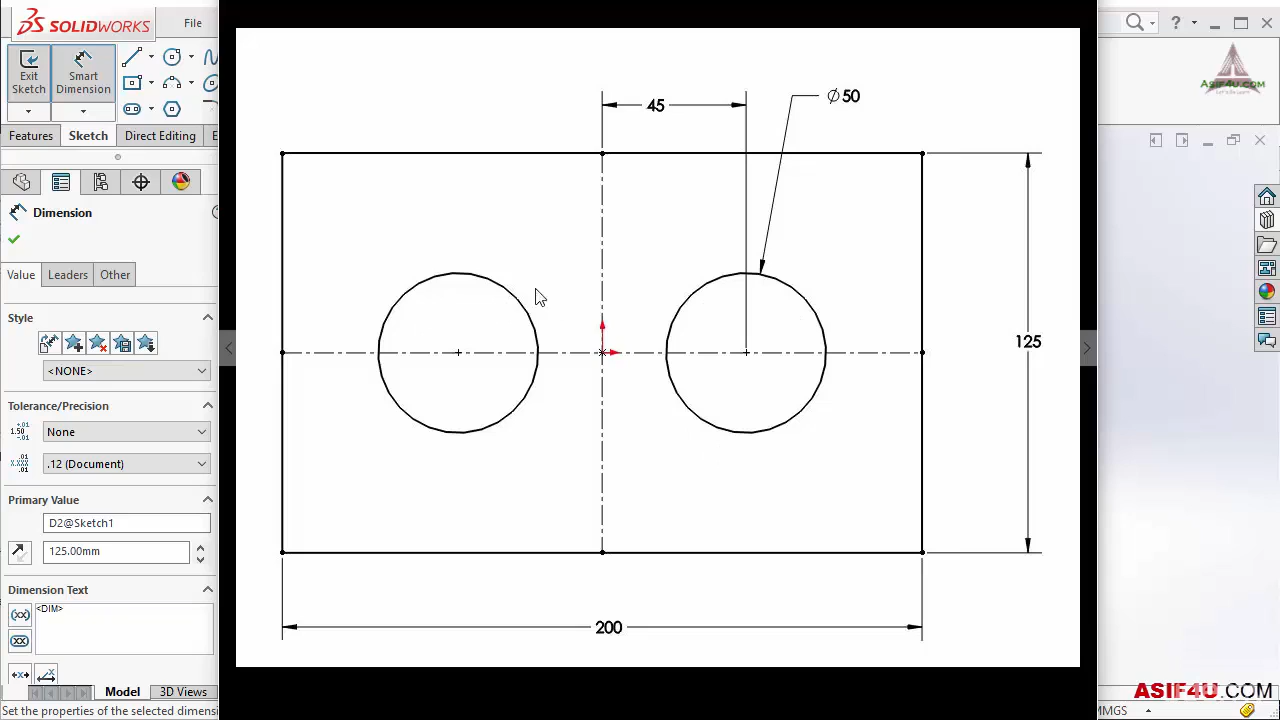 SOLIDWORKS
File
?
Asif4U.com
Exit Sketch
Smart Dimension
Features
Sketch
Direct Editing
E
Dimension
Value
Leaders
Other
Style
<NONE>
Tolerance/Precision
None
.12 (Document)
Primary Value
D2@Sketch1
125.00mm
Dimension Text
<DIM>
Model
3D Views
Set the properties of the selected dimensi
45
Ø50
125
200
ASIF4U.COM
MMGS